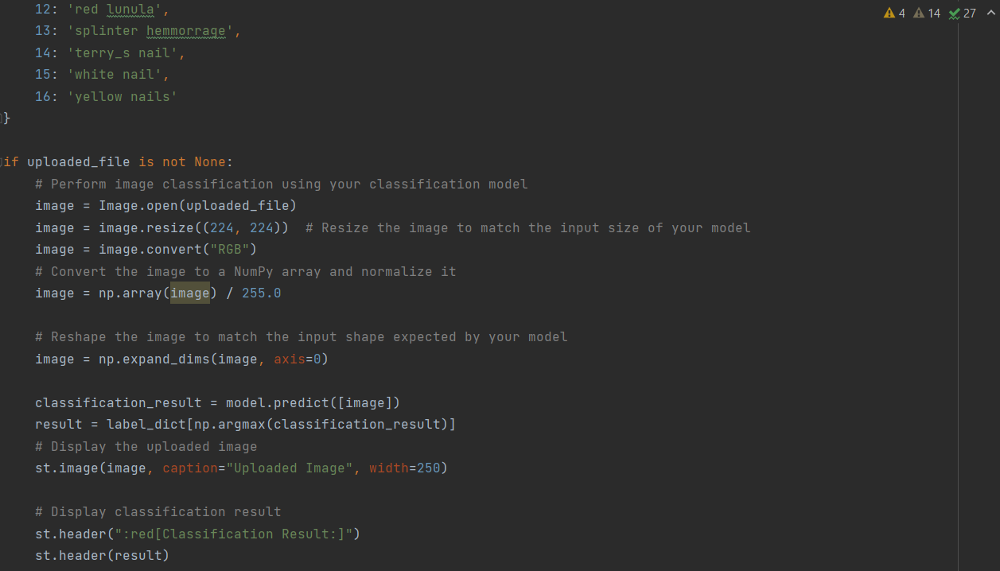 12: 'red lunula',
4 14 27
13: 'splinter hemmorrage',
14: 'terry_s nail',
15: 'white nail',
16: 'yellow nails'
}
if uploaded_file is not None:
# Perform image classification using your classification model
image = Image.open(uploaded_file)
image = image.resize((224, 224))  # Resize the image to match the input size of your model
image = image.convert("RGB")
# Convert the image to a NumPy array and normalize it
image = np.array(image) / 255.0
# Reshape the image to match the input shape expected by your model
image = np.expand_dims(image, axis=0)
classification_result = model.predict([image])
result = label_dict[np.argmax(classification_result)]
# Display the uploaded image
st.image(image, caption="Uploaded Image", width=250)
# Display classification result
st.header(":red[Classification Result:]")
st.header(result)